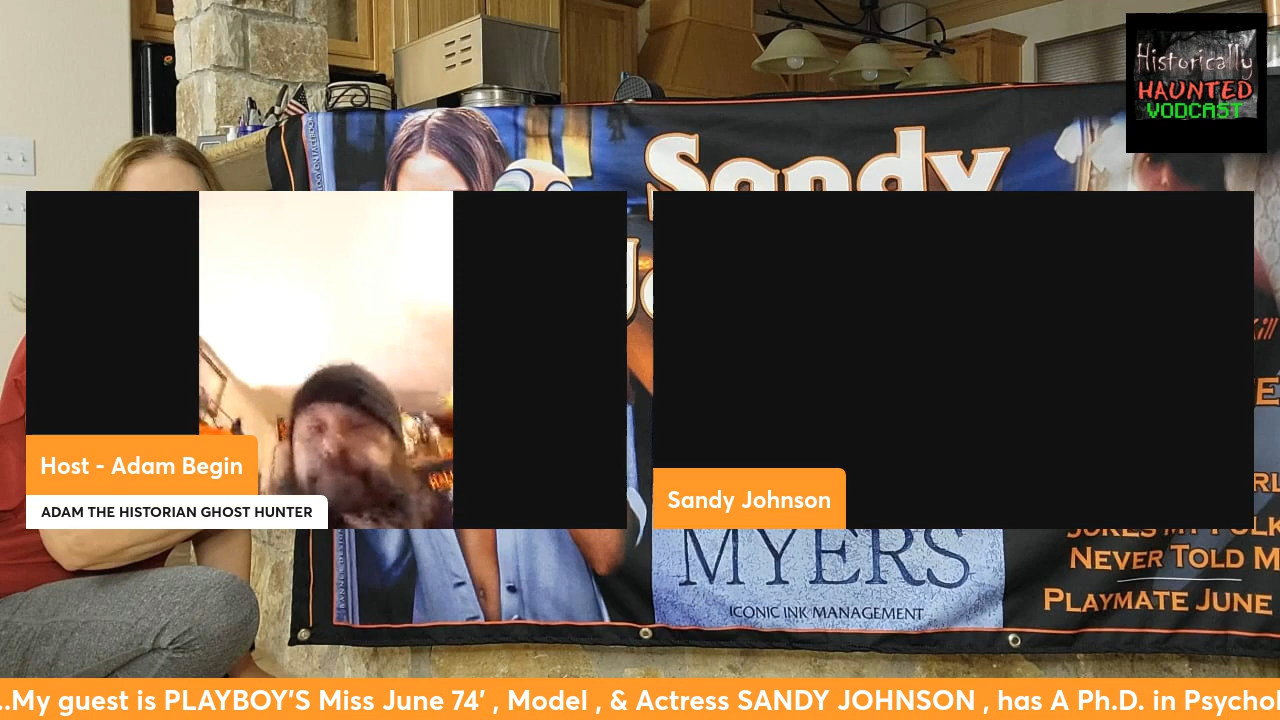 Historically
HAUNTED
VODCAST
Sandy
Host - Adam Begin
ADAM THE HISTORIAN GHOST HUNTER
Sandy Johnson
MYERS
ICONIC INK MANAGEMENT
NEVER TOLD M
PLAYMATE JUNE
..My guest is PLAYBOY'S Miss June 74' , Model , & Actress SANDY JOHNSON , has A Ph.D. in Psychol